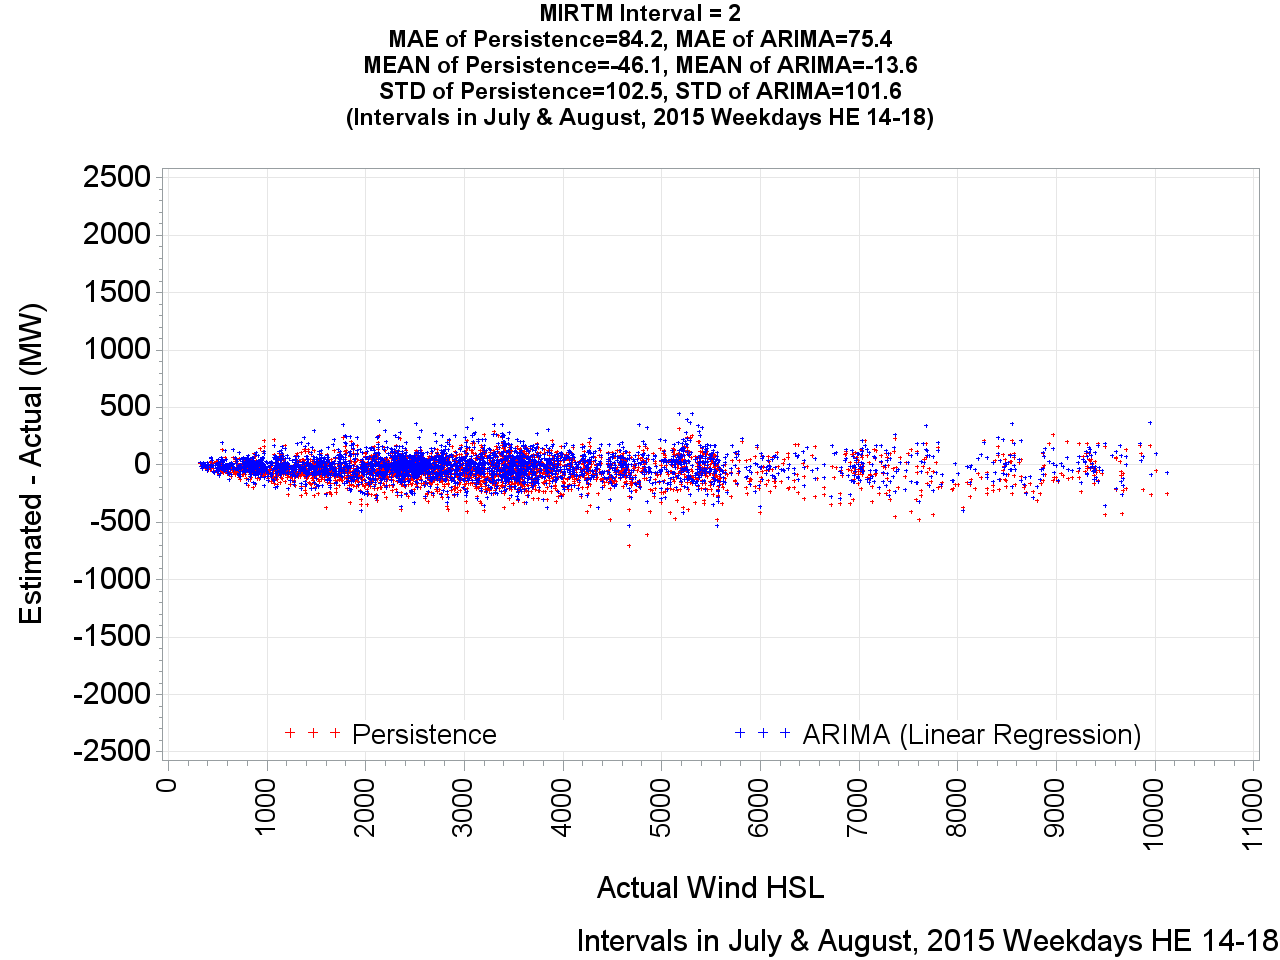 MIRTM Interval = 2
MAE of Persistence=84.2, MAE of ARIMA=75.4
MEAN of Persistence=-46.1, MEAN of ARIMA=-13.6
STD of Persistence=102.5, STD of ARIMA=101.6
(Intervals in July & August, 2015 Weekdays HE 14-18)
Estimated - Actual (MW)
2500
2000
1500
1000
500
0
-500
-1000
-1500
-2000
-2500
Persistence
ARIMA (Linear Regression)
0
1000
2000
3000
4000
5000
6000
7000
8000
9000
10000
11000
Actual Wind HSL
Intervals in July & August, 2015 Weekdays HE 14-18